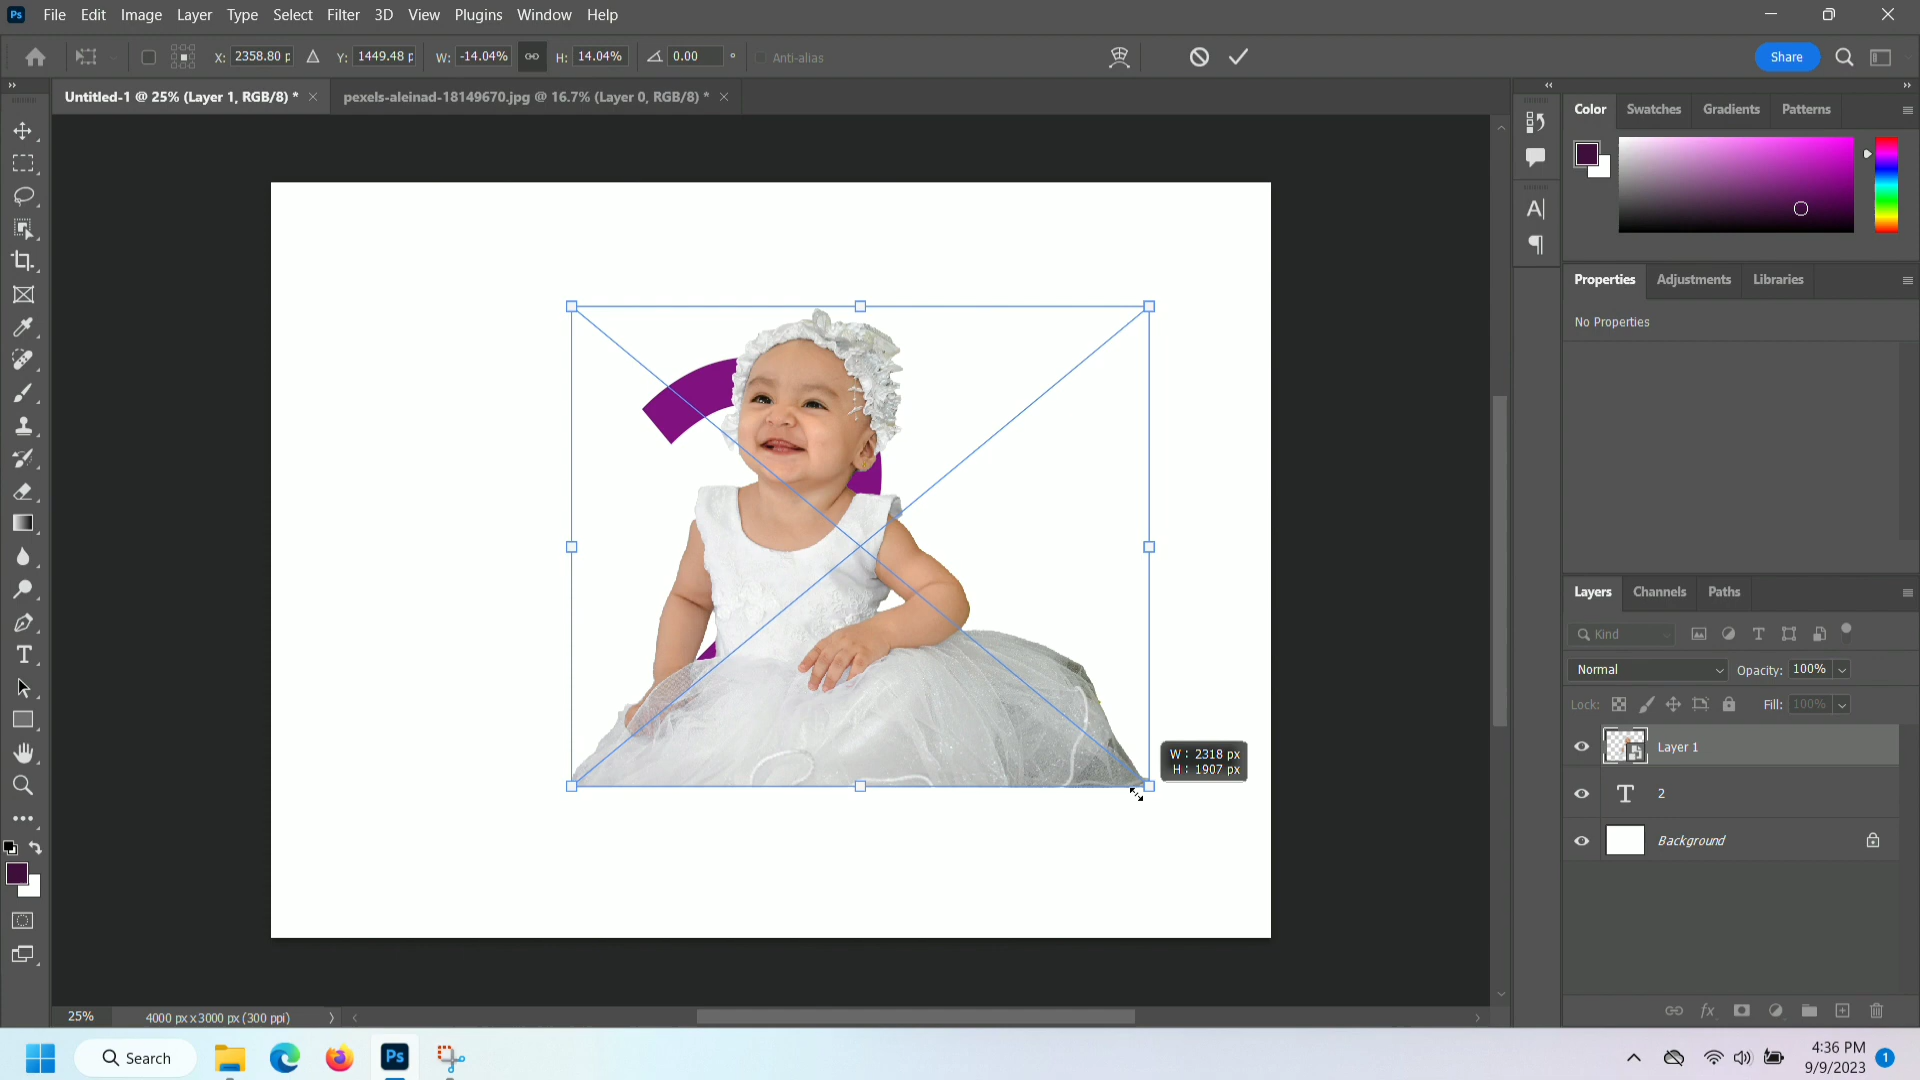 Ps File Edit Image Layer Type Select Filter 3D View Plugins Window Help
X: 2358.80 p Y: 1449.48 p W: -14.04% H: 14.04% 0.00 ° Anti-alias Share
Untitled-1 @ 25% (Layer 1, RGB/8) * pexels-aleinad-18149670.jpg @ 16.7% (Layer 0, RGB/8) *
Color Swatches Gradients Patterns
Properties Adjustments Libraries
No Properties
Layers Channels Paths
Kind
Normal Opacity: 100%
Lock: Fill: 100%
Layer 1
W : 2318 px
H : 1907 px
2
Background
fx
25% 4000 px x 3000 px (300 ppi)
Search Ps
4:36 PM
9/9/2023 1